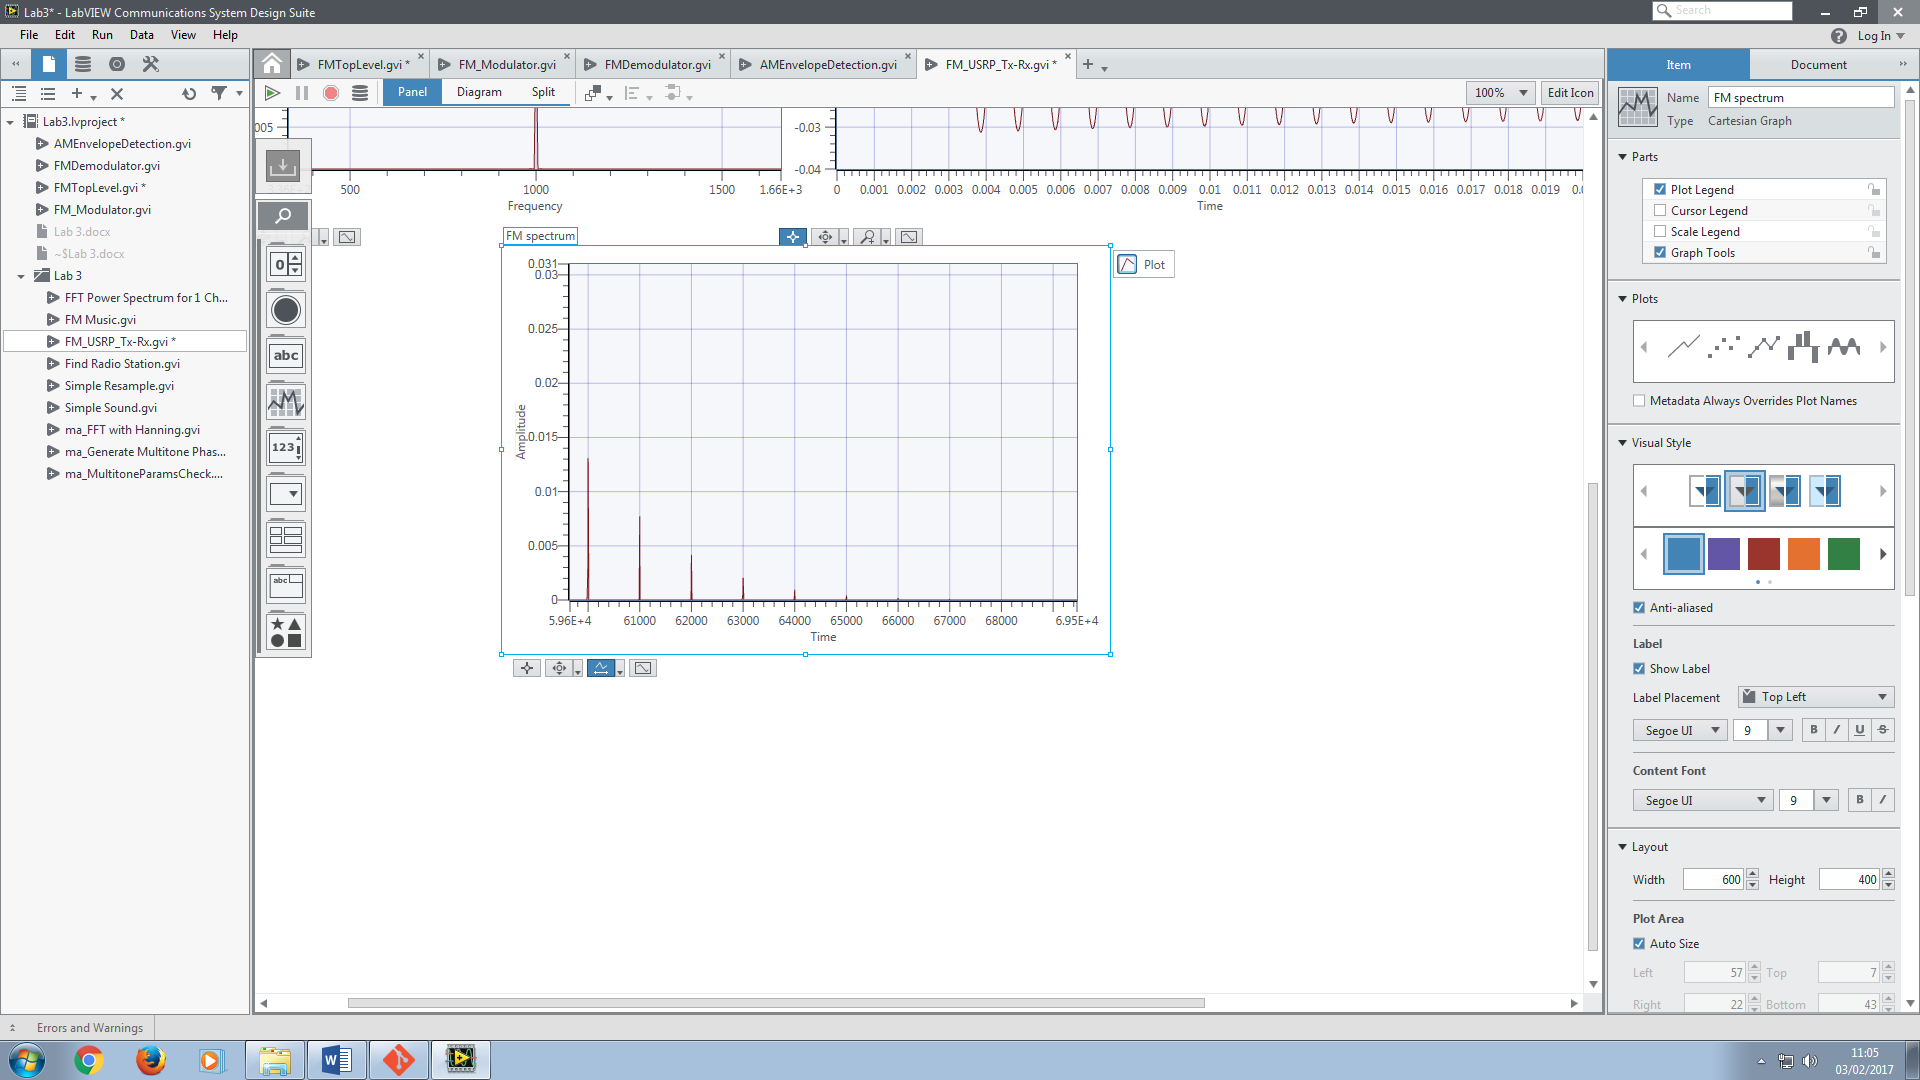 Lab3* - LabVIEW Communications System Design Suite
Search
File Edit Run Data View Help
Log In
FMTopLevel.gvi * FM_Modulator.gvi FMDemodulator.gvi AMEnvelopeDetection.gvi FM_USRP_Tx-Rx.gvi *
Panel Diagram Split
100% Edit Icon
Item Document
Lab3.lvproject *
AMEnvelopeDetection.gvi
FMDemodulator.gvi
FMTopLevel.gvi *
FM_Modulator.gvi
Lab 3.docx
~$Lab 3.docx
Lab 3
FFT Power Spectrum for 1 Ch...
FM Music.gvi
FM_USRP_Tx-Rx.gvi *
Find Radio Station.gvi
Simple Resample.gvi
Simple Sound.gvi
ma_FFT with Hanning.gvi
ma_Generate Multitone Phas...
ma_MultitoneParamsCheck....
005
500 1000 1500 1.66E+3
Frequency
-0.03
-0.04
0 0.001 0.002 0.003 0.004 0.005 0.006 0.007 0.008 0.009 0.01 0.011 0.012 0.013 0.014 0.015 0.016 0.017 0.018 0.019
Time
0
abc
123
abc
FM spectrum
Plot
0.031
0.03
0.025
0.02
0.015
0.01
0.005
0
Amplitude
5.96E+4 61000 62000 63000 64000 65000 66000 67000 68000 6.95E+4
Time
Name FM spectrum
Type Cartesian Graph
Parts
Plot Legend
Cursor Legend
Scale Legend
Graph Tools
Plots
Metadata Always Overrides Plot Names
Visual Style
Anti-aliased
Label
Show Label
Label Placement Top Left
Segoe UI 9 B I U S
Content Font
Segoe UI 9 B I
Layout
Width 600 Height 400
Plot Area
Auto Size
Left 57 Top 7
Right 22 Bottom 43
Errors and Warnings
11:05
03/02/2017